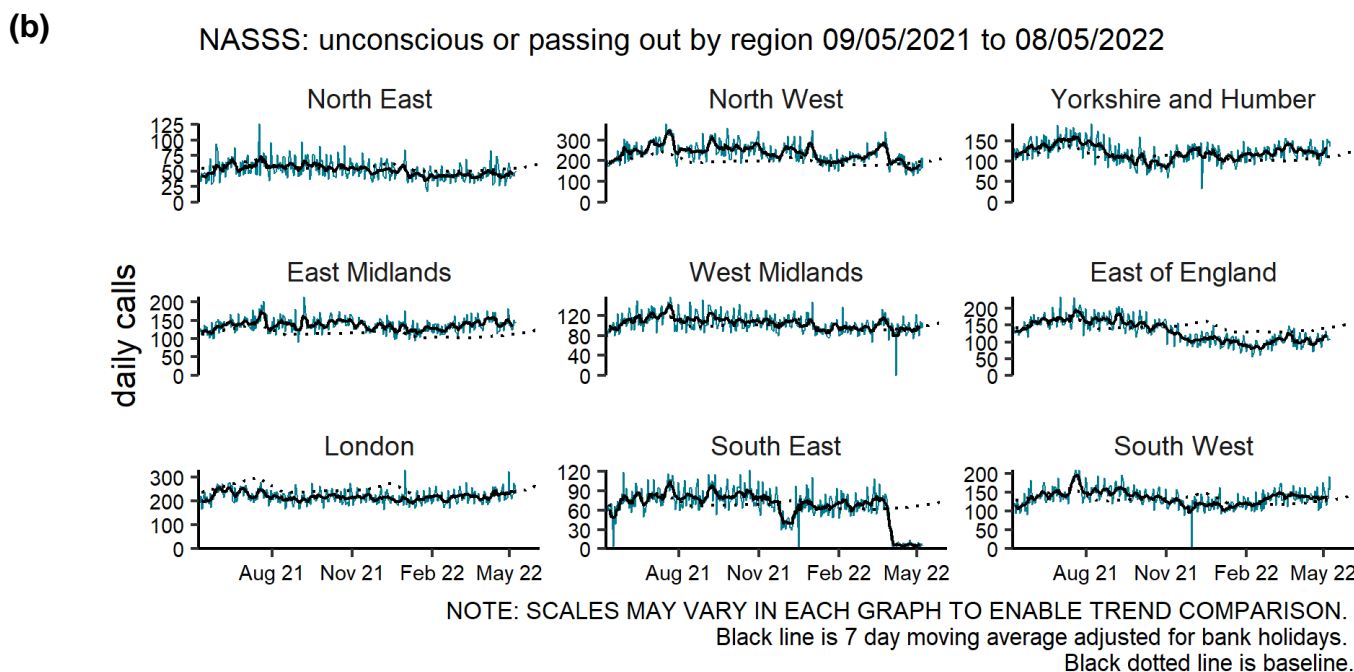 (b)
NASSS: unconscious or passing out by region 09/05/2021 to 08/05/2022
North East
North West
Yorkshire and Humber
125
100
75
50
25
0
300
200
100
0
150
100
50
0
daily calls
East Midlands
West Midlands
East of England
200
150
100
50
0
120
80
40
0
200
150
100
50
0
London
South East
South West
300
200
100
0
120
90
60
30
0
200
150
100
50
0
Aug 21 Nov 21 Feb 22 May 22
Aug 21 Nov 21 Feb 22 May 22
Aug 21 Nov 21 Feb 22 May 22
NOTE: SCALES MAY VARY IN EACH GRAPH TO ENABLE TREND COMPARISON.
Black line is 7 day moving average adjusted for bank holidays.
Black dotted line is baseline.